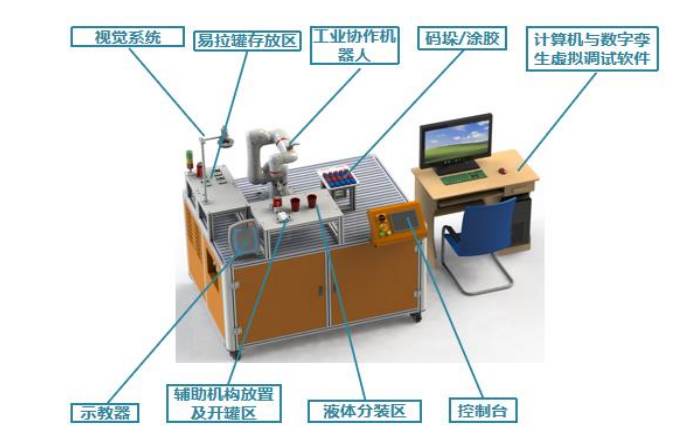 视觉系统
易拉罐存放区
工业协作机
器人
码垛/涂胶
计算机与数字孪
生虚拟调试软件
示教器
辅助机构放置
及开罐区
液体分装区
控制台